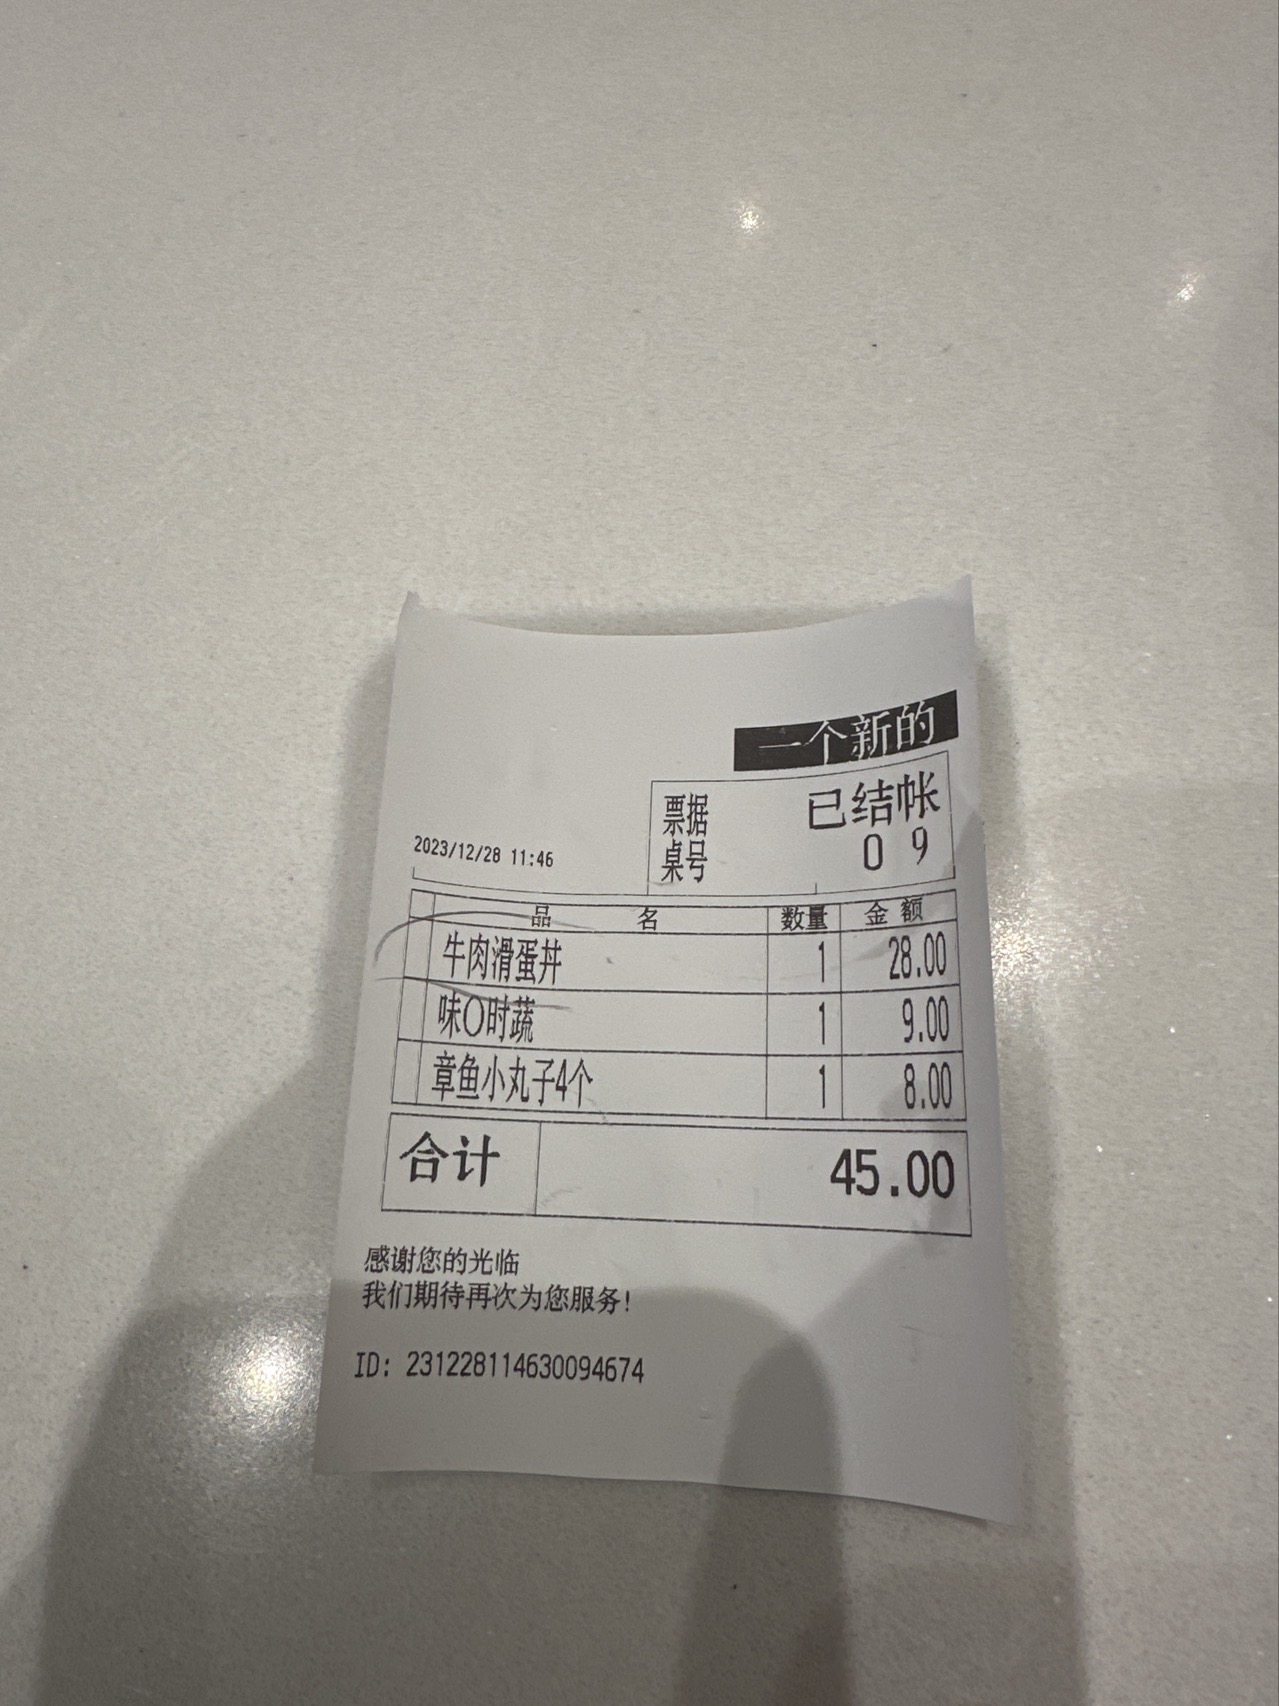 一个新的
票据 已结帐
2023/12/28 11:46 桌号 09
品名 数量 金额
牛肉滑蛋丼 1 28.00
味〇时蔬 1 9.00
章鱼小丸子4个 1 8.00
合计 45.00
感谢您的光临
我们期待再次为您服务!
ID: 231228114630094674